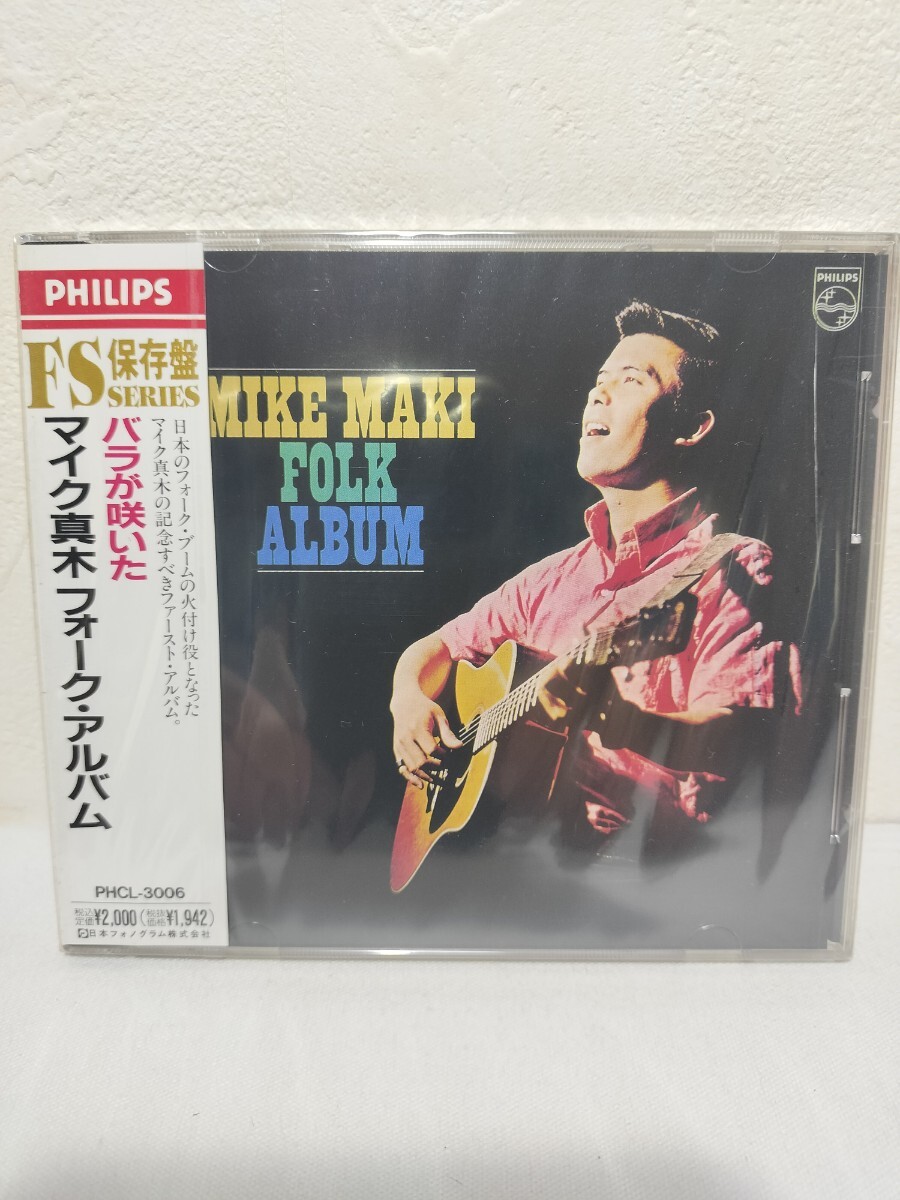 PHILIPS
FS保存盤
SERIES
バラが咲いた
マイク真木フォーク・アルバム
日本のフォーク・ブームの火付け役となった
マイク真木の記念すべきファースト・アルバム。
PHCL-3006
税込定価¥2,000(税抜価格¥1,942)
日本フォノグラム株式会社
MIKE MAKI
FOLK
ALBUM
PHILIPS